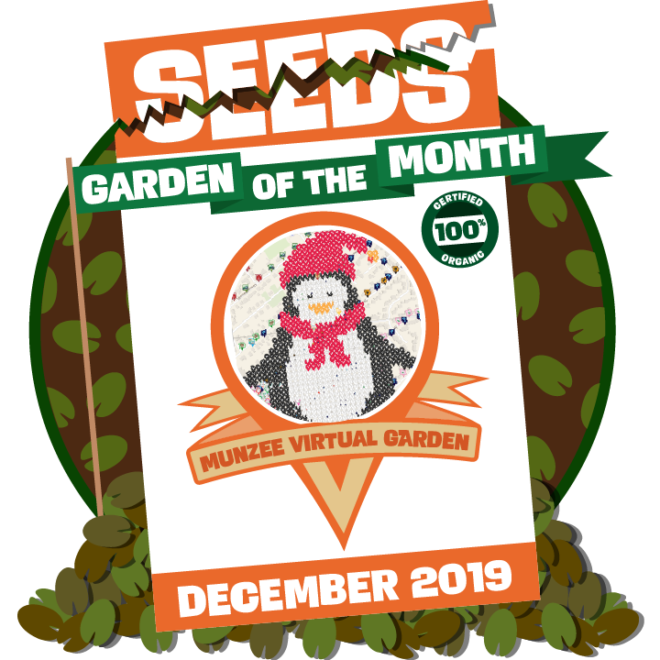 SEEDS
GARDEN OF THE MONTH
CERTIFIED
100%
ORGANIC
MUNZEE VIRTUAL GARDEN
DECEMBER 2019